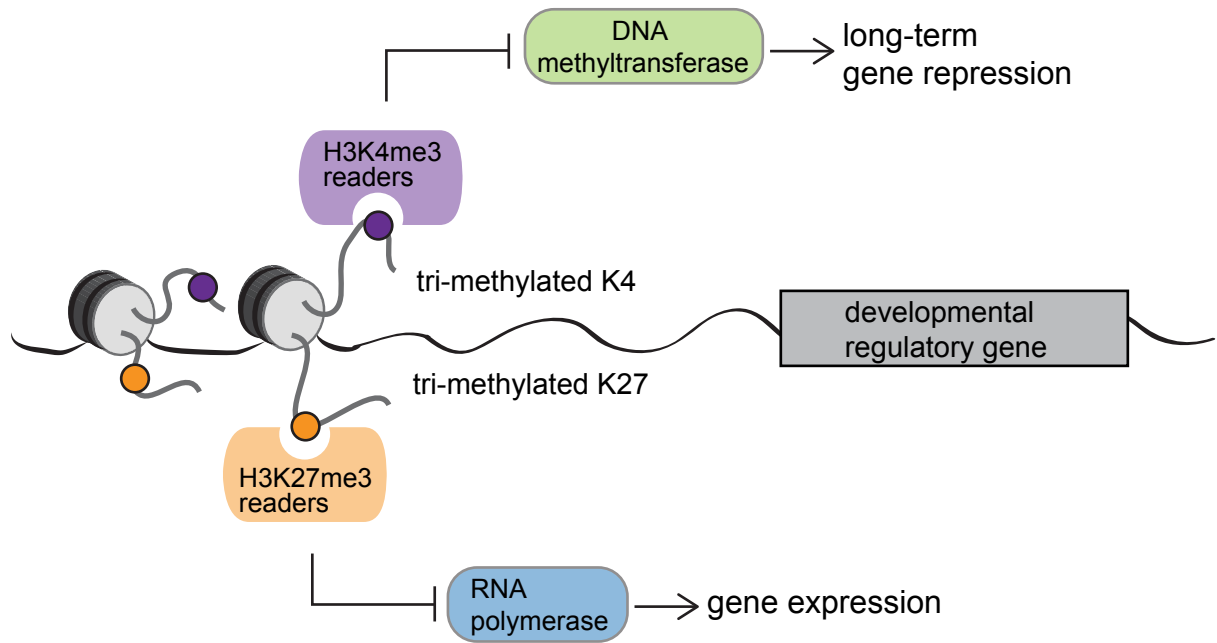 DNA
methyltransferase
long-term
gene repression
H3K4me3
readers
tri-methylated K4
developmental
regulatory gene
tri-methylated K27
H3K27me3
readers
RNA
polymerase
gene expression